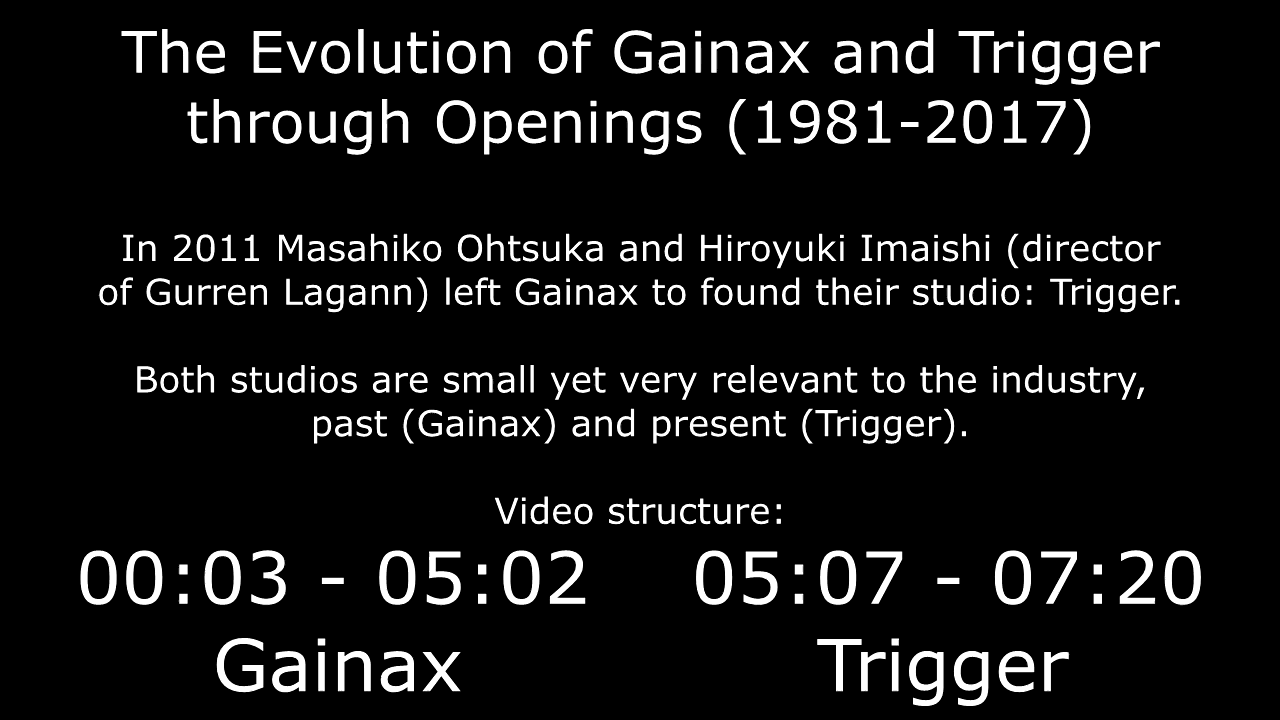 The Evolution of Gainax and Trigger
through Openings (1981-2017)
In 2011 Masahiko Ohtsuka and Hiroyuki Imaishi (director
of Gurren Lagann) left Gainax to found their studio: Trigger.
Both studios are small yet very relevant to the industry,
past (Gainax) and present (Trigger).
Video structure:
00:03 - 05:02 05:07 - 07:20
Gainax Trigger